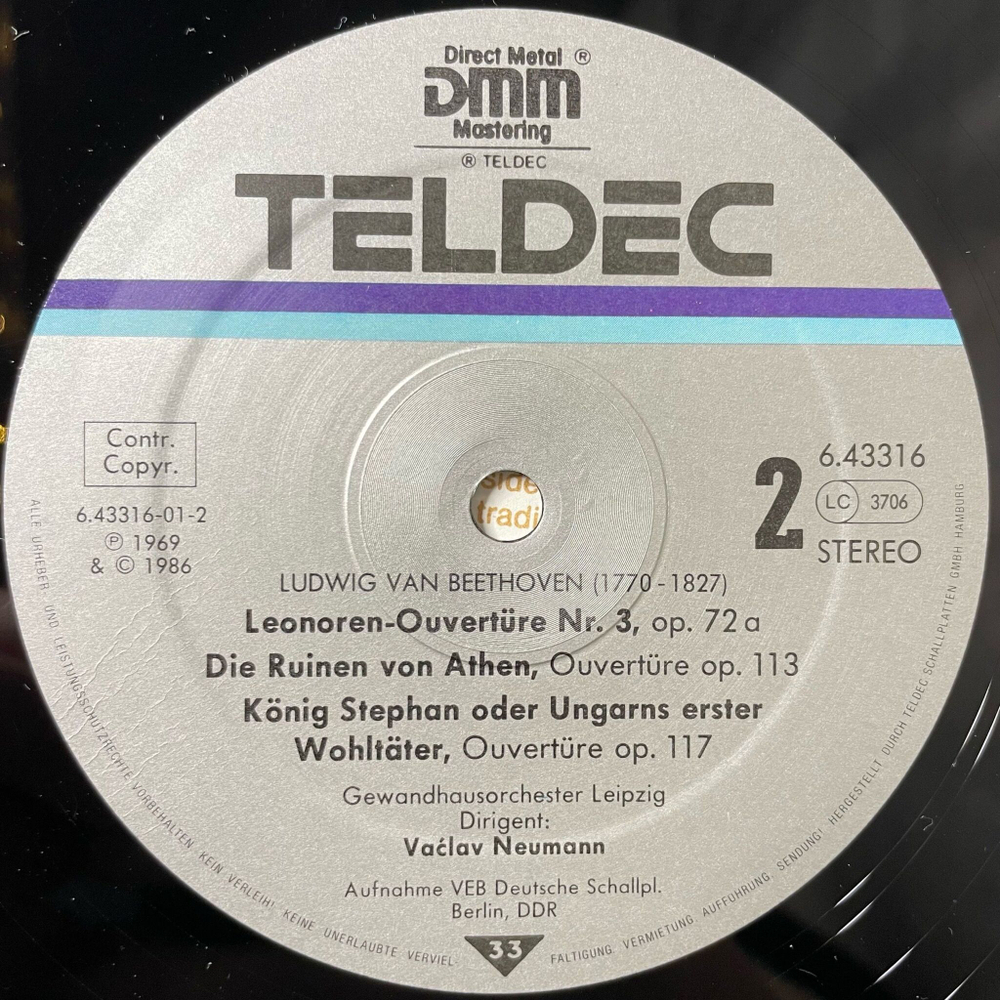 Direct Metal ®
DMM
Mastering
® TELDEC
TELDEC
Contr.
Copyr.
6.43316-01-2
Ⓟ 1969
& © 1986
2
6.43316
LC 3706
STEREO
side
tradi
LUDWIG VAN BEETHOVEN (1770-1827)
Leonoren-Ouvertüre Nr. 3, op. 72a
Die Ruinen von Athen, Ouvertüre op. 113
König Stephan oder Ungarns erster
Wohltäter, Ouvertüre op. 117
Gewandhausorchester Leipzig
Dirigent:
Vaćlav Neumann
Aufnahme VEB Deutsche Schallpl.
Berlin, DDR
33
ALLE URHEBER- UND LEISTUNGSSCHUTZRECHTE VORBEHALTEN KEIN VERLEIH! KEINE UNERLAUBTE VERVIEL-FÄLTIGUNG, VERMIETUNG, AUFFÜHRUNG, SENDUNG! HERGESTELLT DURCH TELDEC SCHALLPLATTEN GMBH HAMBURG